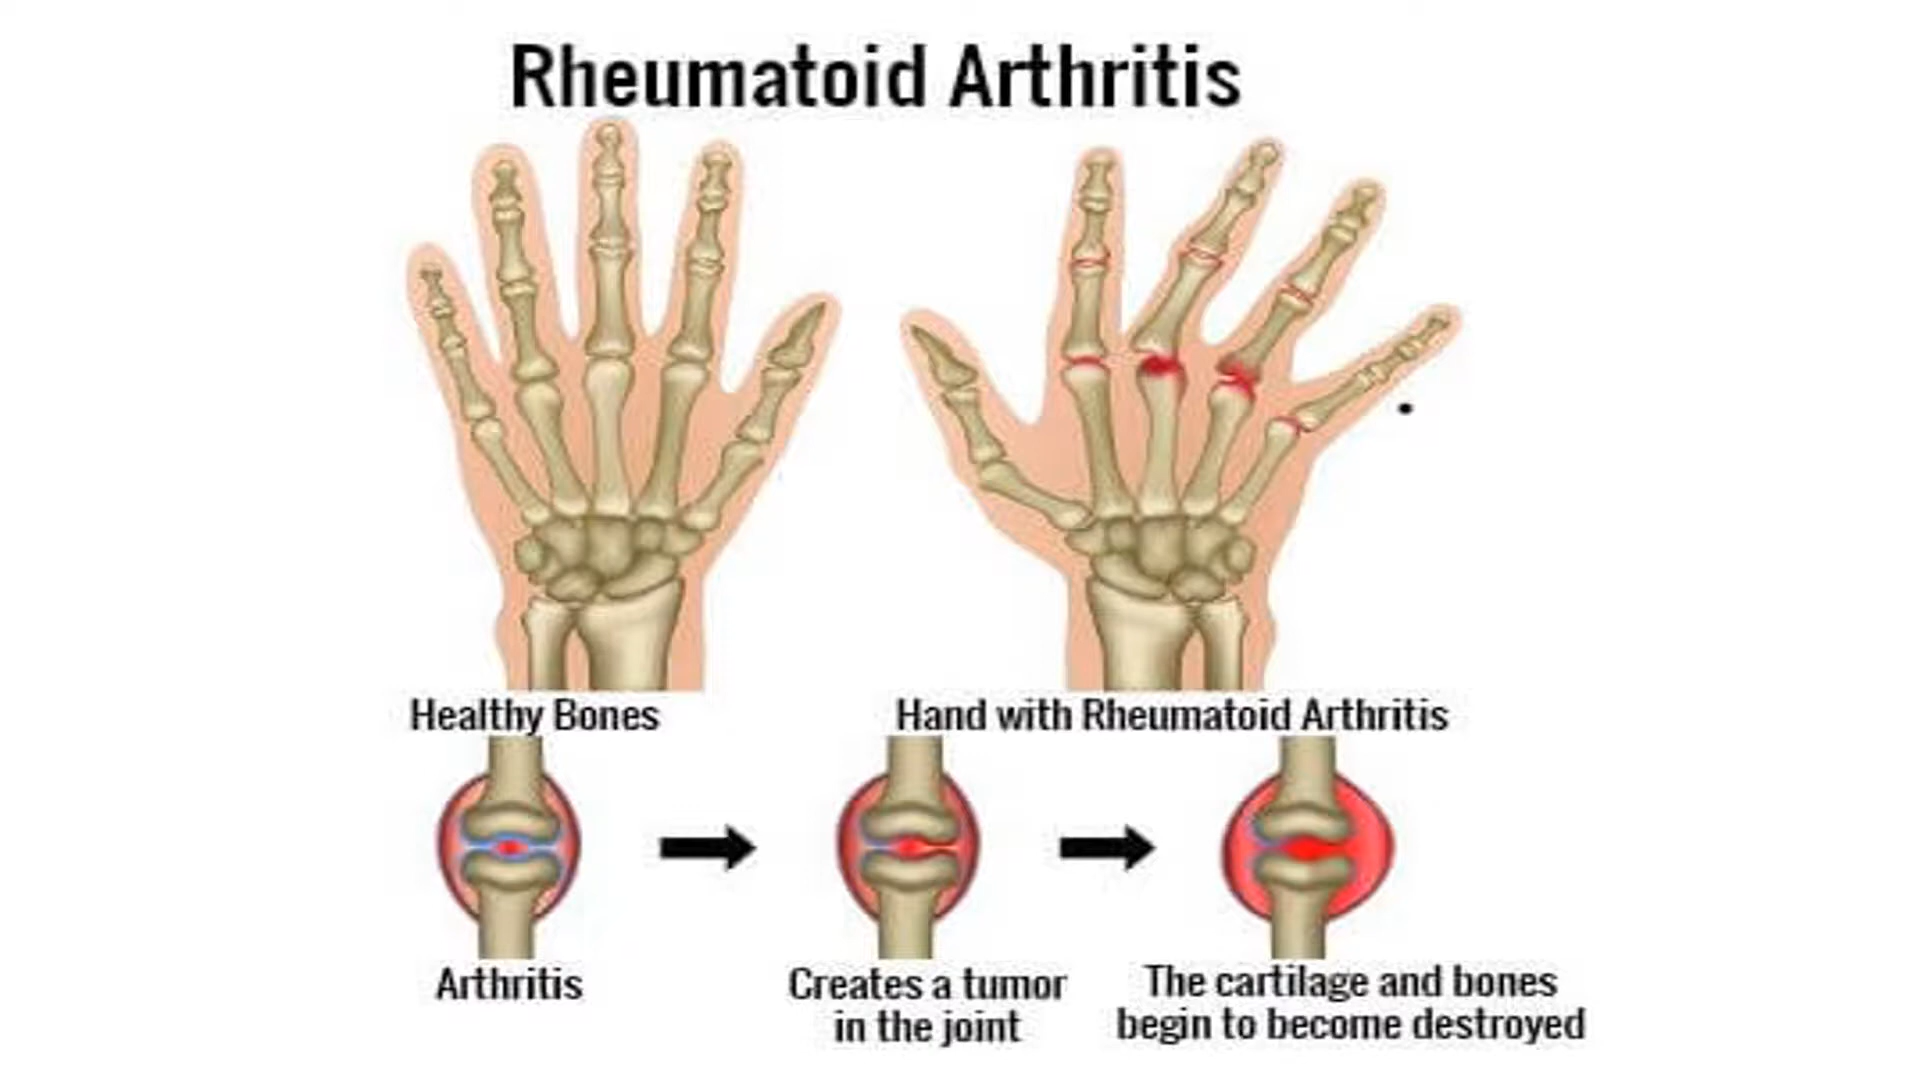 Rheumatoid Arthritis
Healthy Bones
Hand with Rheumatoid Arthritis
Arthritis
Creates a tumor
in the joint
The cartilage and bones
begin to become destroyed